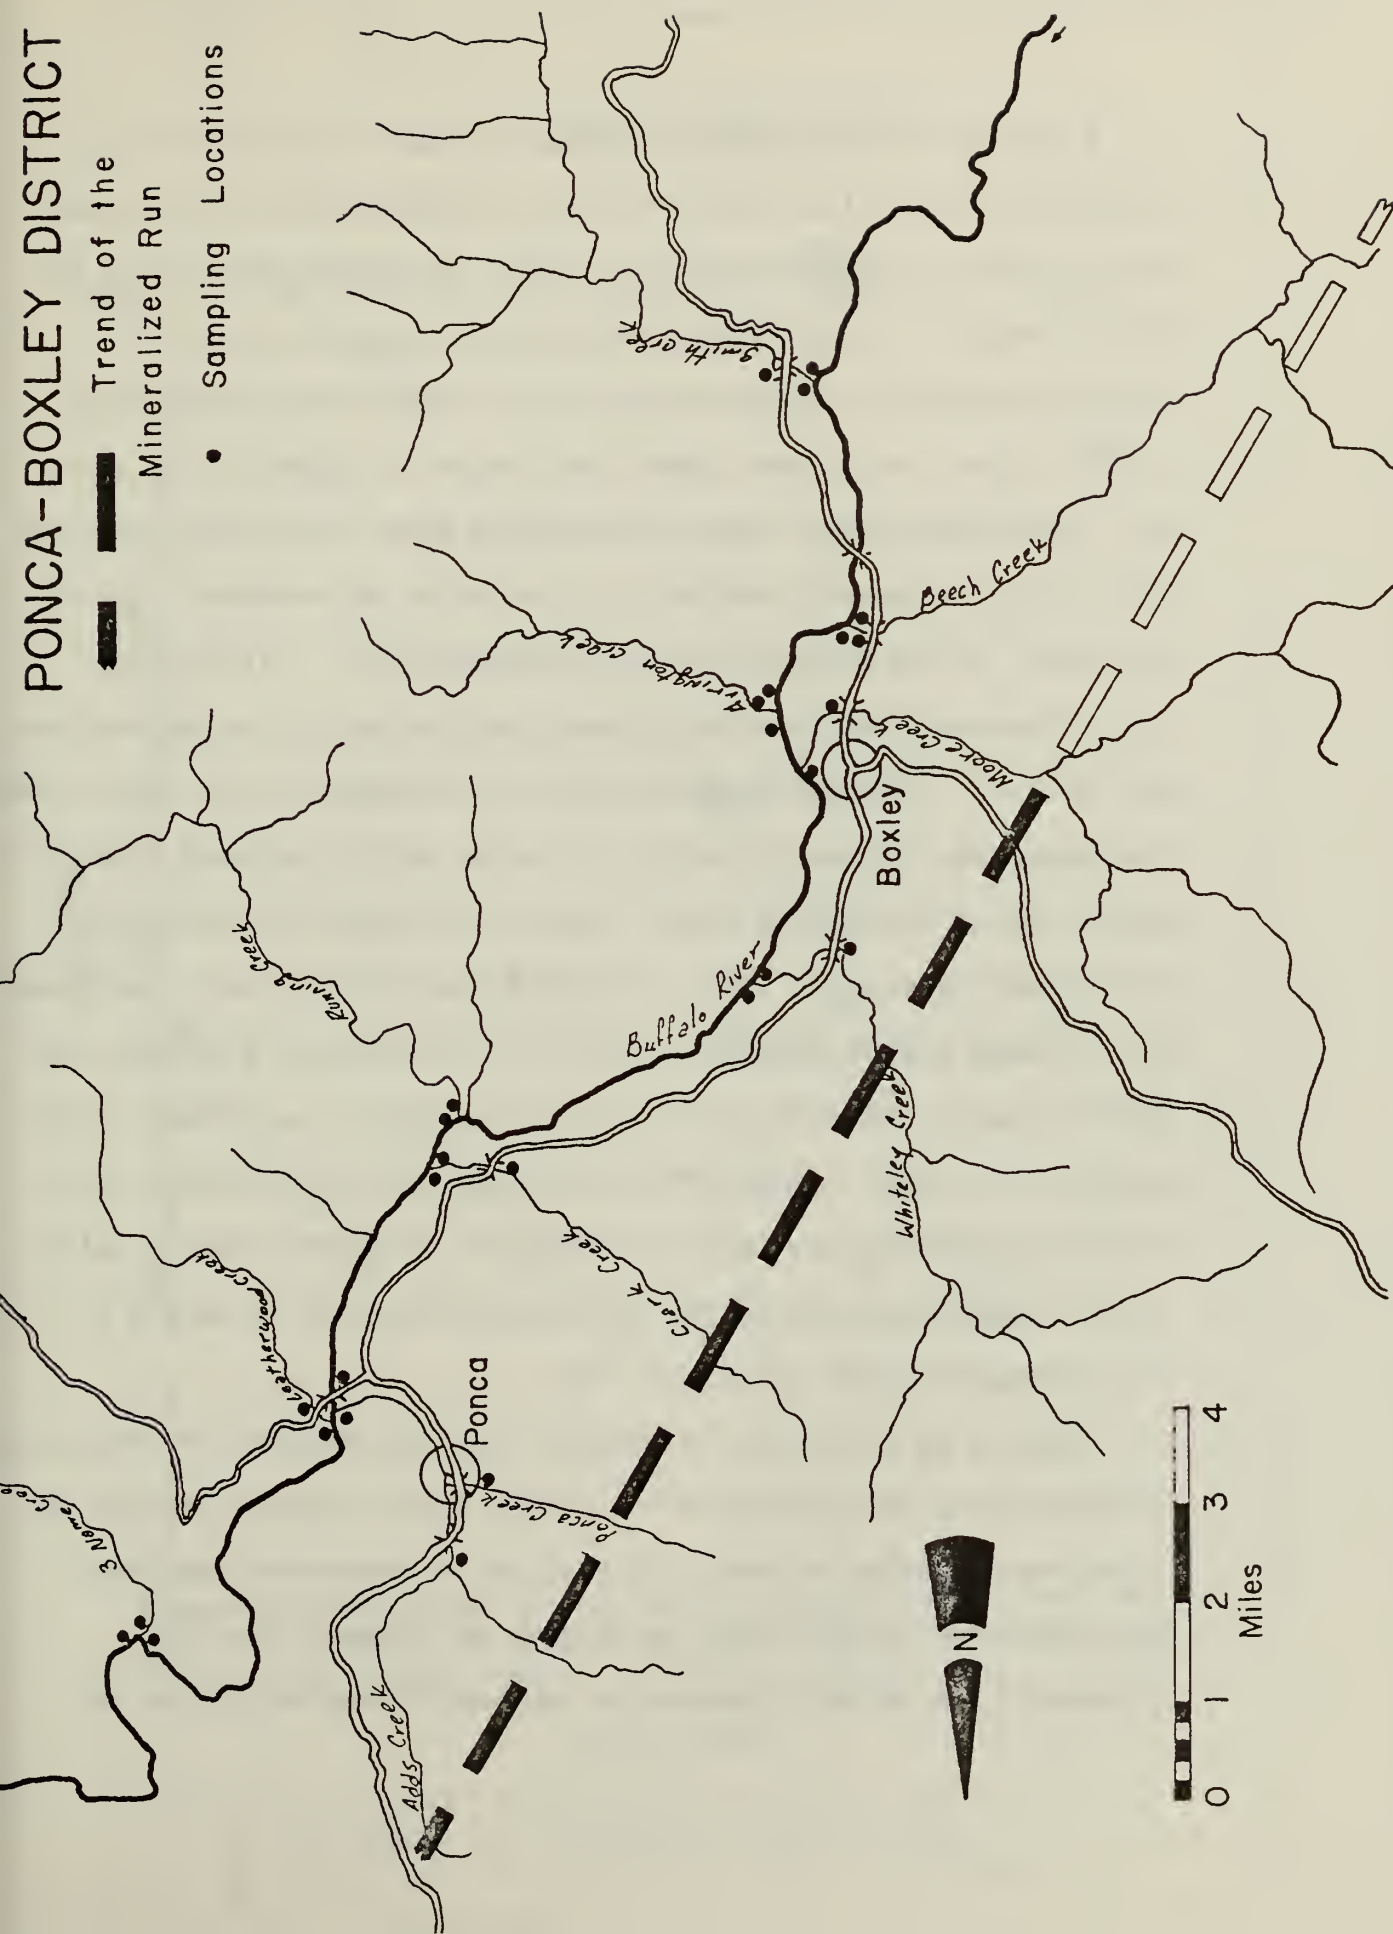 PONCA-BOXLEY DISTRICT
Trend of the
Mineralized Run
Sampling Locations
Smith Creek
Beech Creek
Arrington Creek
Moore Creek
Boxley
Running Creek
Buffalo River
Whiteley Creek
Clark Creek
Leatherwood Creek
Ponca
Ponca Creek
3 Name Cree
Adds Creek
N
0 1 2 3 4
Miles